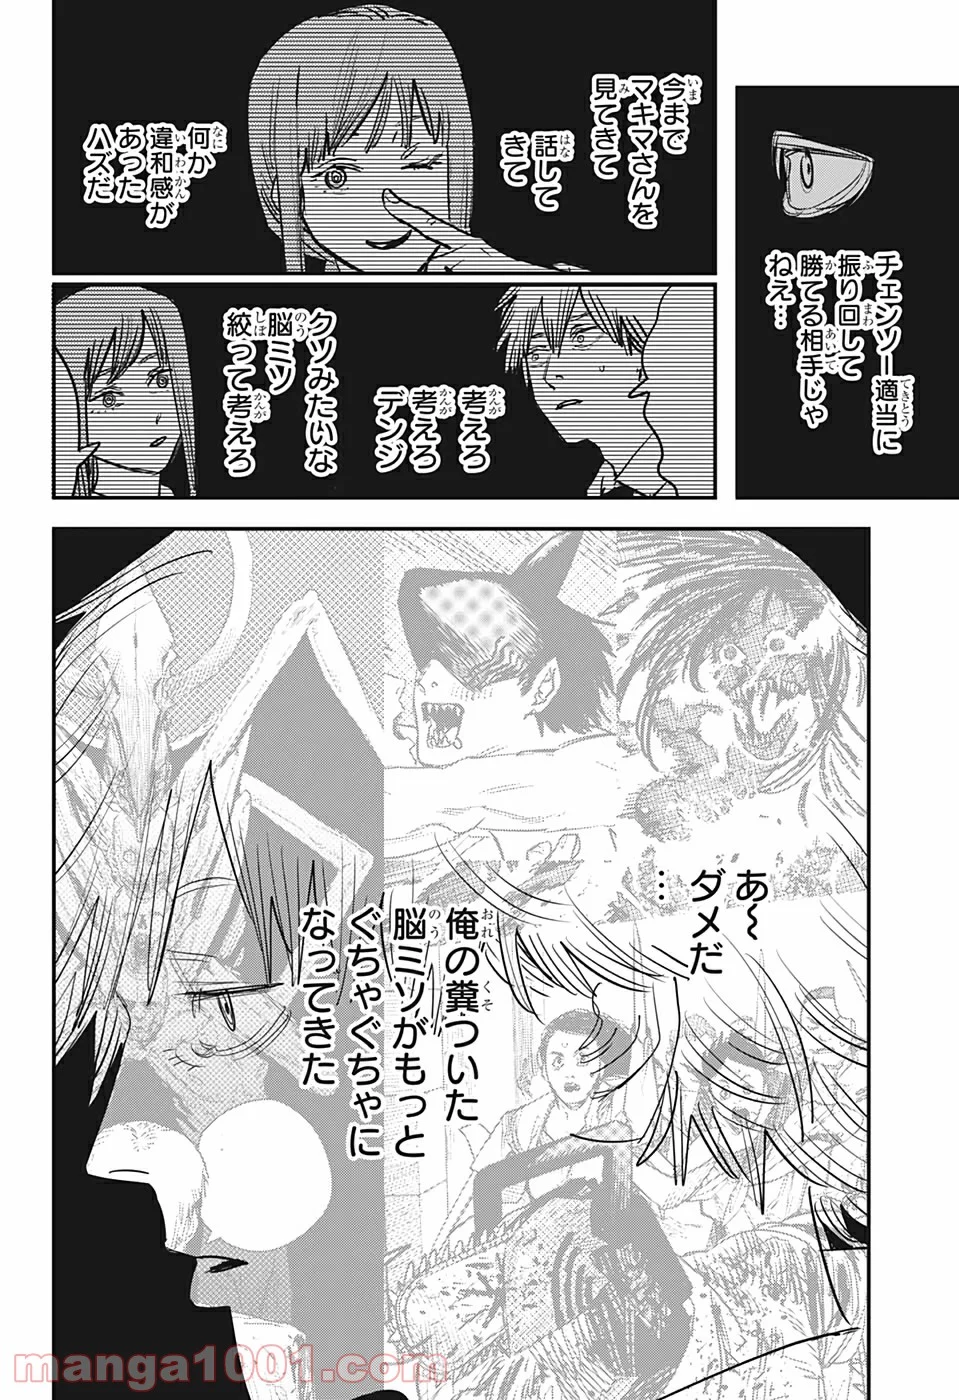 チェンソー適当に
振り回して
勝てる相手じゃ
ねえ…
今まで
マキマさんを
見てきて
話して
きて
何か
違和感が
あった
ハズだ
考えろ
考えろ
デンジ
クソみたいな
脳ミソ
絞って考えろ
あ〜
ダメだ
…
俺の糞ついた
脳ミソがもっと
ぐちゃぐちゃに
なってきた
manga1001.com